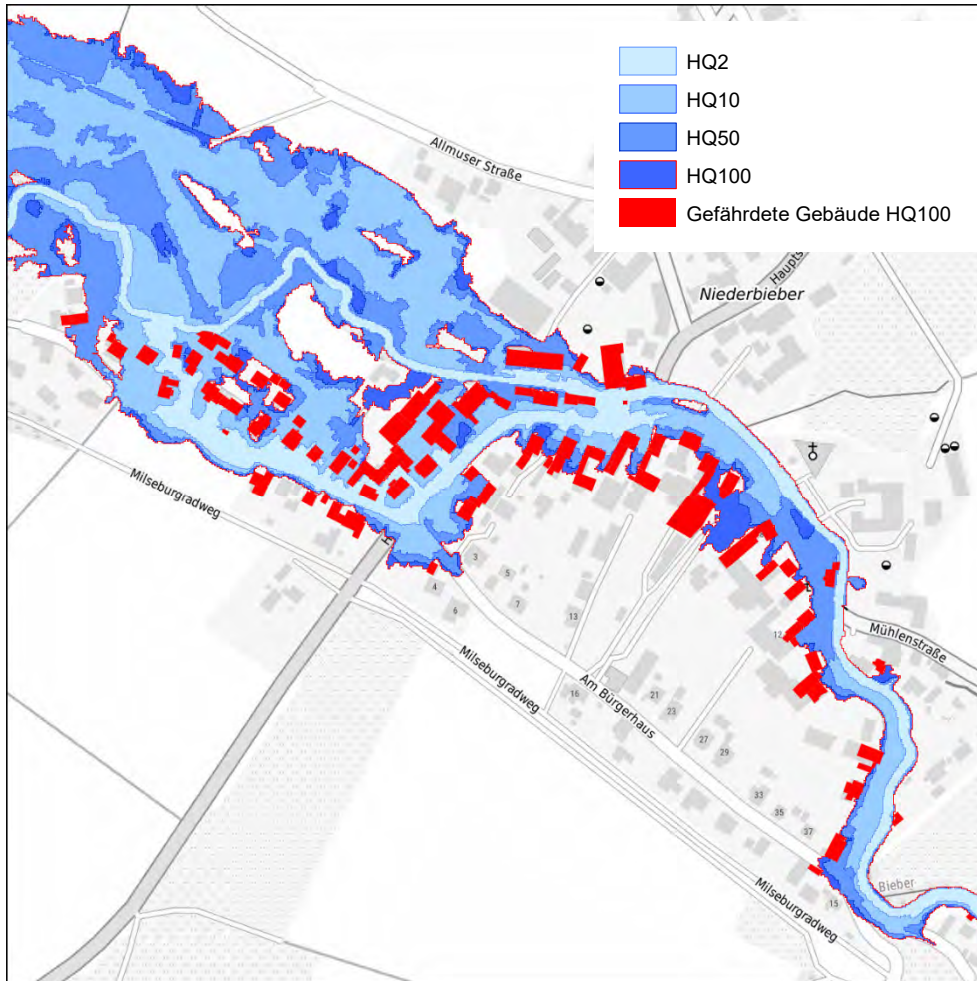 HQ2
HQ10
HQ50
HQ100
Gefährdete Gebäude HQ100
Allmuser Straße
Niederbieber
Haupts
Milseburgradweg
H
3
4
5
6
7
13
12
Mühlenstraße
Milseburgradweg
Am Bürgerhaus
16
21
23
27
29
33
35
37
Milseburgradweg
15
Bieber